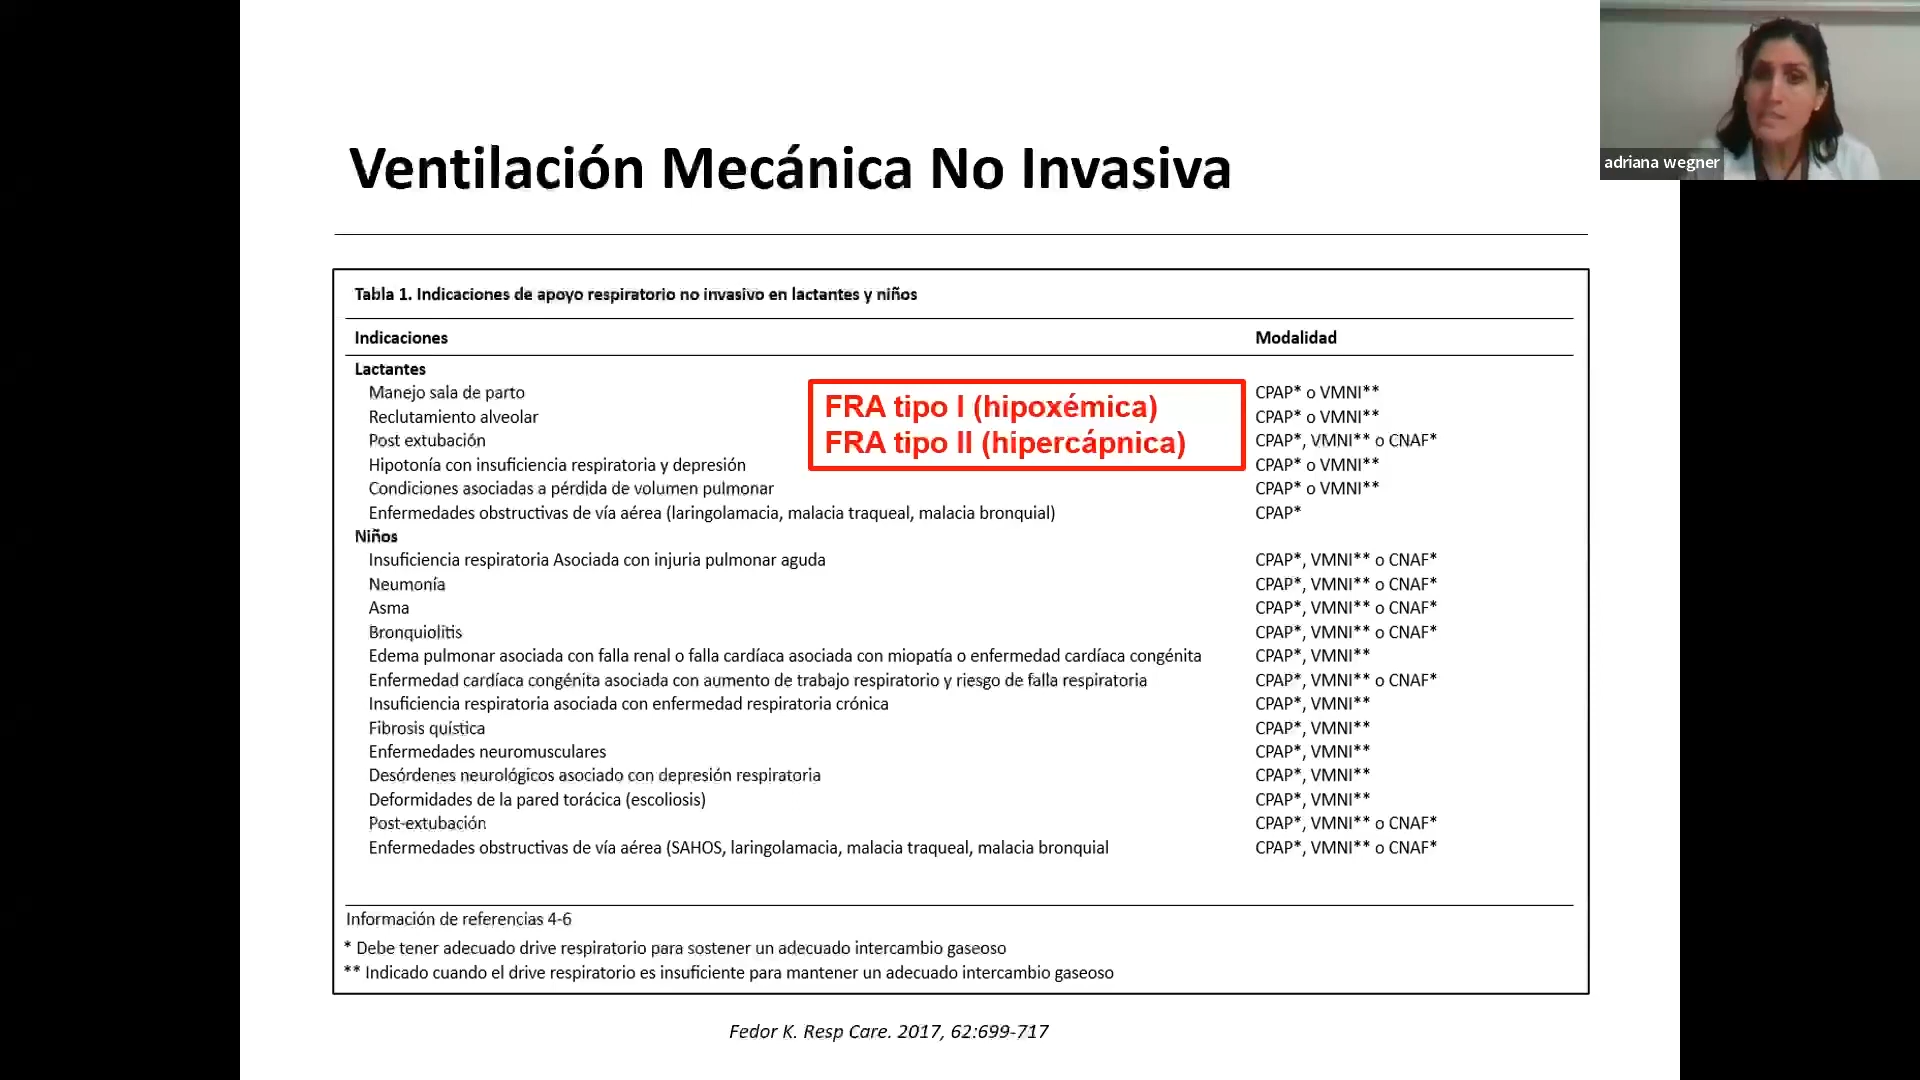 adriana wegner
Ventilación Mecánica No Invasiva
Tabla 1. Indicaciones de apoyo respiratorio no invasivo en lactantes y niños
Indicaciones Modalidad
Lactantes
Manejo sala de parto CPAP* o VMNI**
Reclutamiento alveolar CPAP* o VMNI**
Post extubación CPAP*, VMNI** o CNAF*
Hipotonía con insuficiencia respiratoria y depresión CPAP* o VMNI**
Condiciones asociadas a pérdida de volumen pulmonar CPAP* o VMNI**
Enfermedades obstructivas de vía aérea (laringolamacia, malacia traqueal, malacia bronquial) CPAP*
FRA tipo I (hipoxémica)
FRA tipo II (hipercápnica)
Niños
Insuficiencia respiratoria Asociada con injuria pulmonar aguda CPAP*, VMNI** o CNAF*
Neumonía CPAP*, VMNI** o CNAF*
Asma CPAP*, VMNI** o CNAF*
Bronquiolitis CPAP*, VMNI** o CNAF*
Edema pulmonar asociada con falla renal o falla cardíaca asociada con miopatía o enfermedad cardíaca congénita CPAP*, VMNI**
Enfermedad cardíaca congénita asociada con aumento de trabajo respiratorio y riesgo de falla respiratoria CPAP*, VMNI** o CNAF*
Insuficiencia respiratoria asociada con enfermedad respiratoria crónica CPAP*, VMNI**
Fibrosis quística CPAP*, VMNI**
Enfermedades neuromusculares CPAP*, VMNI**
Desórdenes neurológicos asociado con depresión respiratoria CPAP*, VMNI**
Deformidades de la pared torácica (escoliosis) CPAP*, VMNI**
Post-extubación CPAP*, VMNI** o CNAF*
Enfermedades obstructivas de vía aérea (SAHOS, laringolamacia, malacia traqueal, malacia bronquial CPAP*, VMNI** o CNAF*
Información de referencias 4-6
* Debe tener adecuado drive respiratorio para sostener un adecuado intercambio gaseoso
** Indicado cuando el drive respiratorio es insuficiente para mantener un adecuado intercambio gaseoso
Fedor K. Resp Care. 2017, 62:699-717